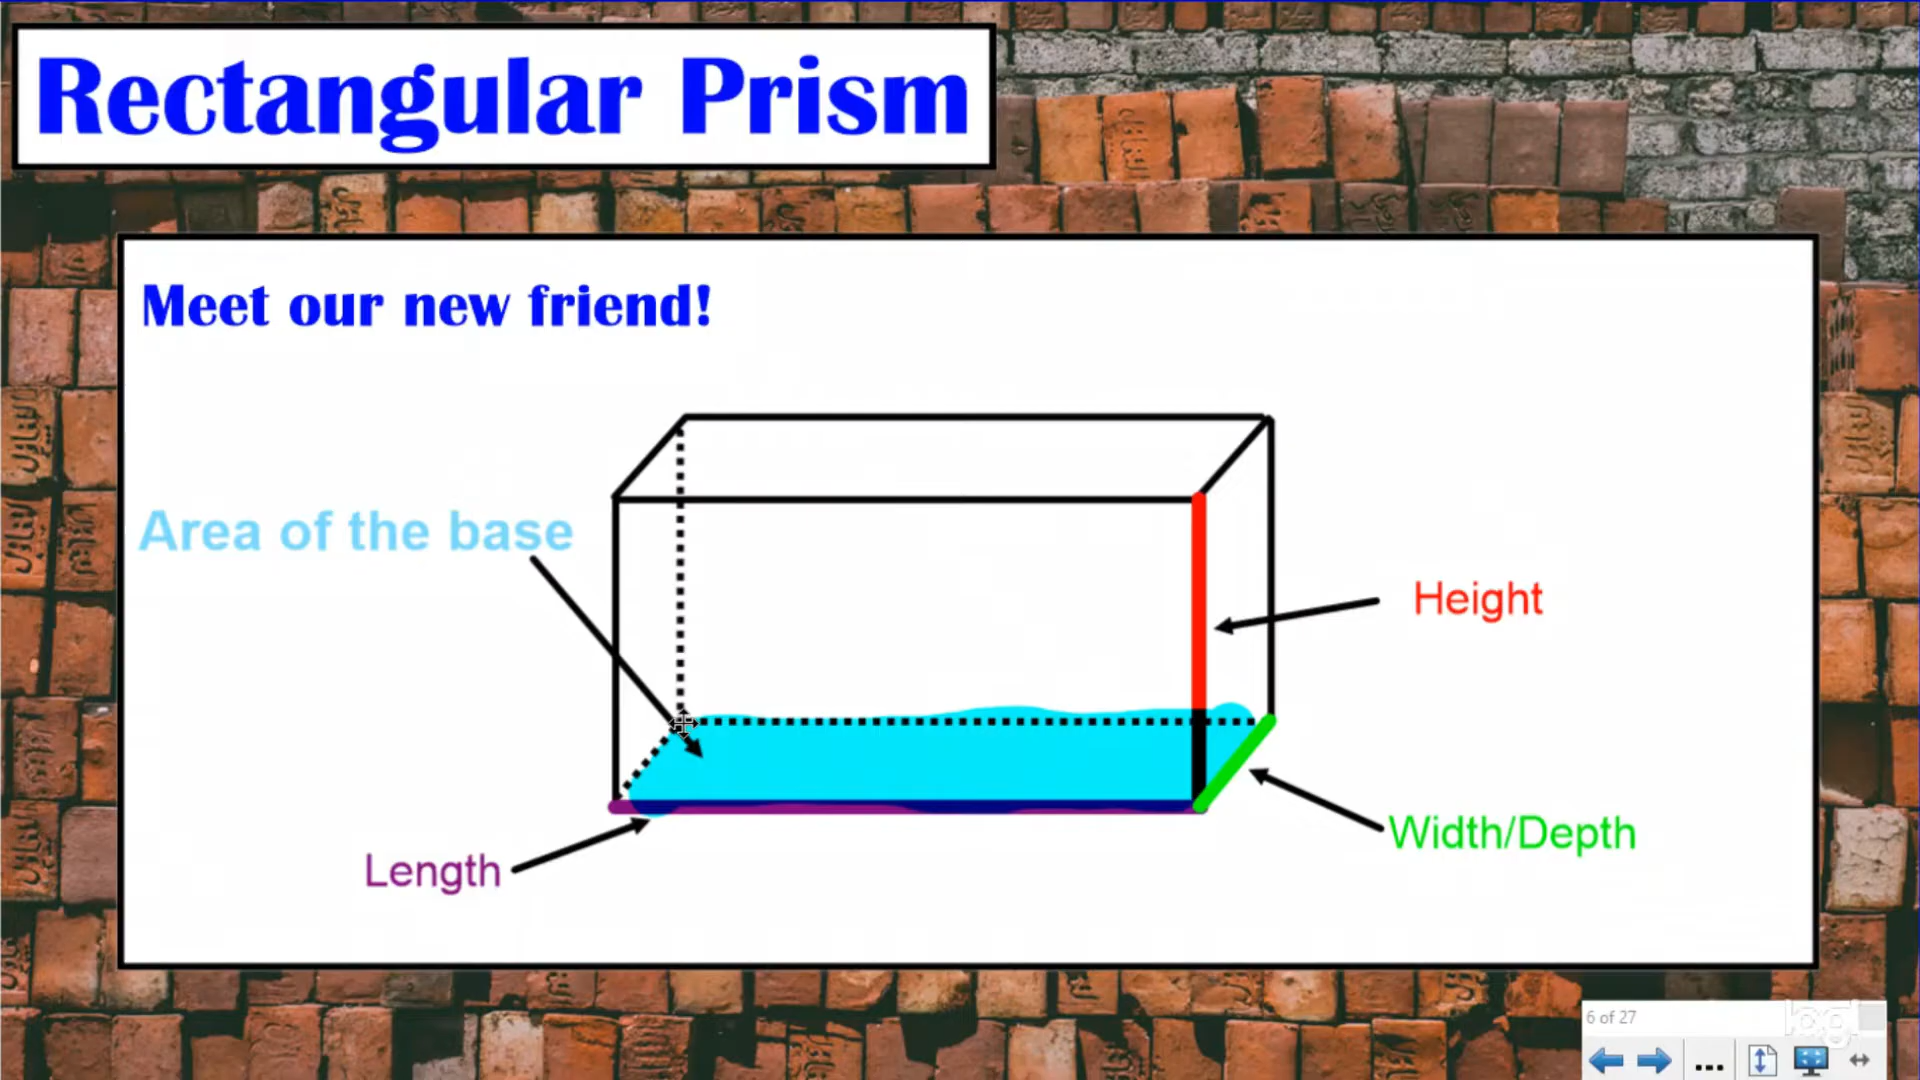 Rectangular Prism
Meet our new friend!
Area of the base
Height
Width/Depth
Length
6 of 27